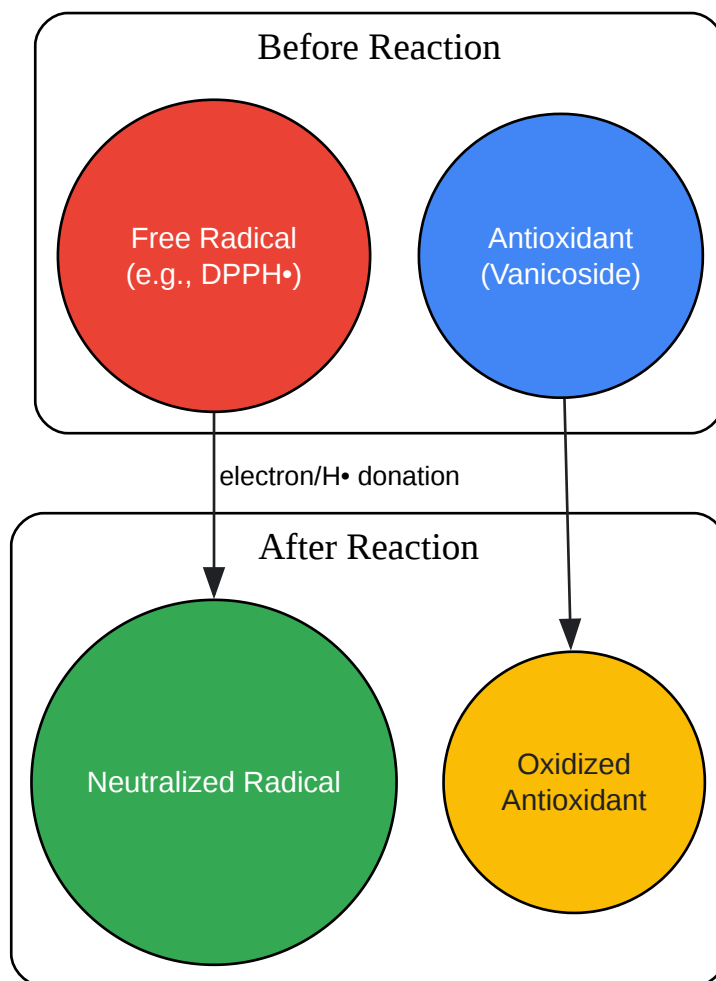 Before Reaction
Free Radical
(e.g., DPPH•)
Antioxidant
(Vanicoside)
electron/H• donation
After Reaction
Neutralized Radical
Oxidized
Antioxidant